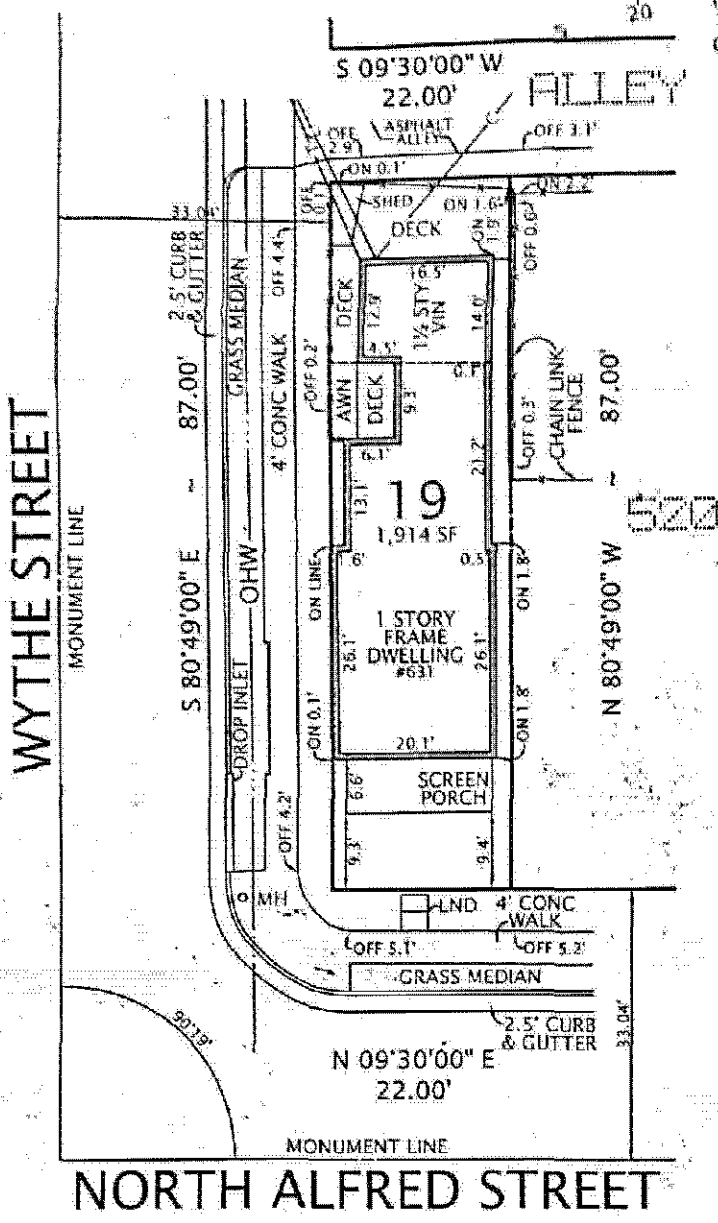 20
S 09°30'00" W
22.00'
ALLEY
ASPHALT
ALLEY
OFF
2.9'
OFF 3.1'
ON 0.1'
ON 2.2'
OFF
0.1'
SHED
ON 1.6'
DECK
ON
1.9'
OFF 0.6'
33.04'
2.5' CURB
& GUTTER
GRASS MEDIAN
OFF 4.4'
4' CONC WALK
87.00'
~
S 80°49'00" E
OHW
DECK
12.9'
16.5'
1½ STY
VIN
14.0'
4.5'
0.1'
OFF 0.2'
AWN
DECK
9.3'
6.1'
13.1'
21.2'
19
1,914 SF
OFF 0.3'
CHAIN LINK
FENCE
87.00'
~
N 80°49'00" W
500
WYTHE STREET
MONUMENT LINE
ON LINE
1.6'
0.5'
ON 1.8'
1 STORY
FRAME
DWELLING
#631
26.1'
26.1'
DROP INLET
ON 0.1'
ON 1.8'
20.1'
6.6'
SCREEN
PORCH
OFF 4.2'
9.3'
9.4'
MH
LND
4' CONC
WALK
OFF 5.1'
OFF 5.2'
GRASS MEDIAN
2.5' CURB
& GUTTER
33.04'
90°19'
N 09°30'00" E
22.00'
MONUMENT LINE
NORTH ALFRED STREET